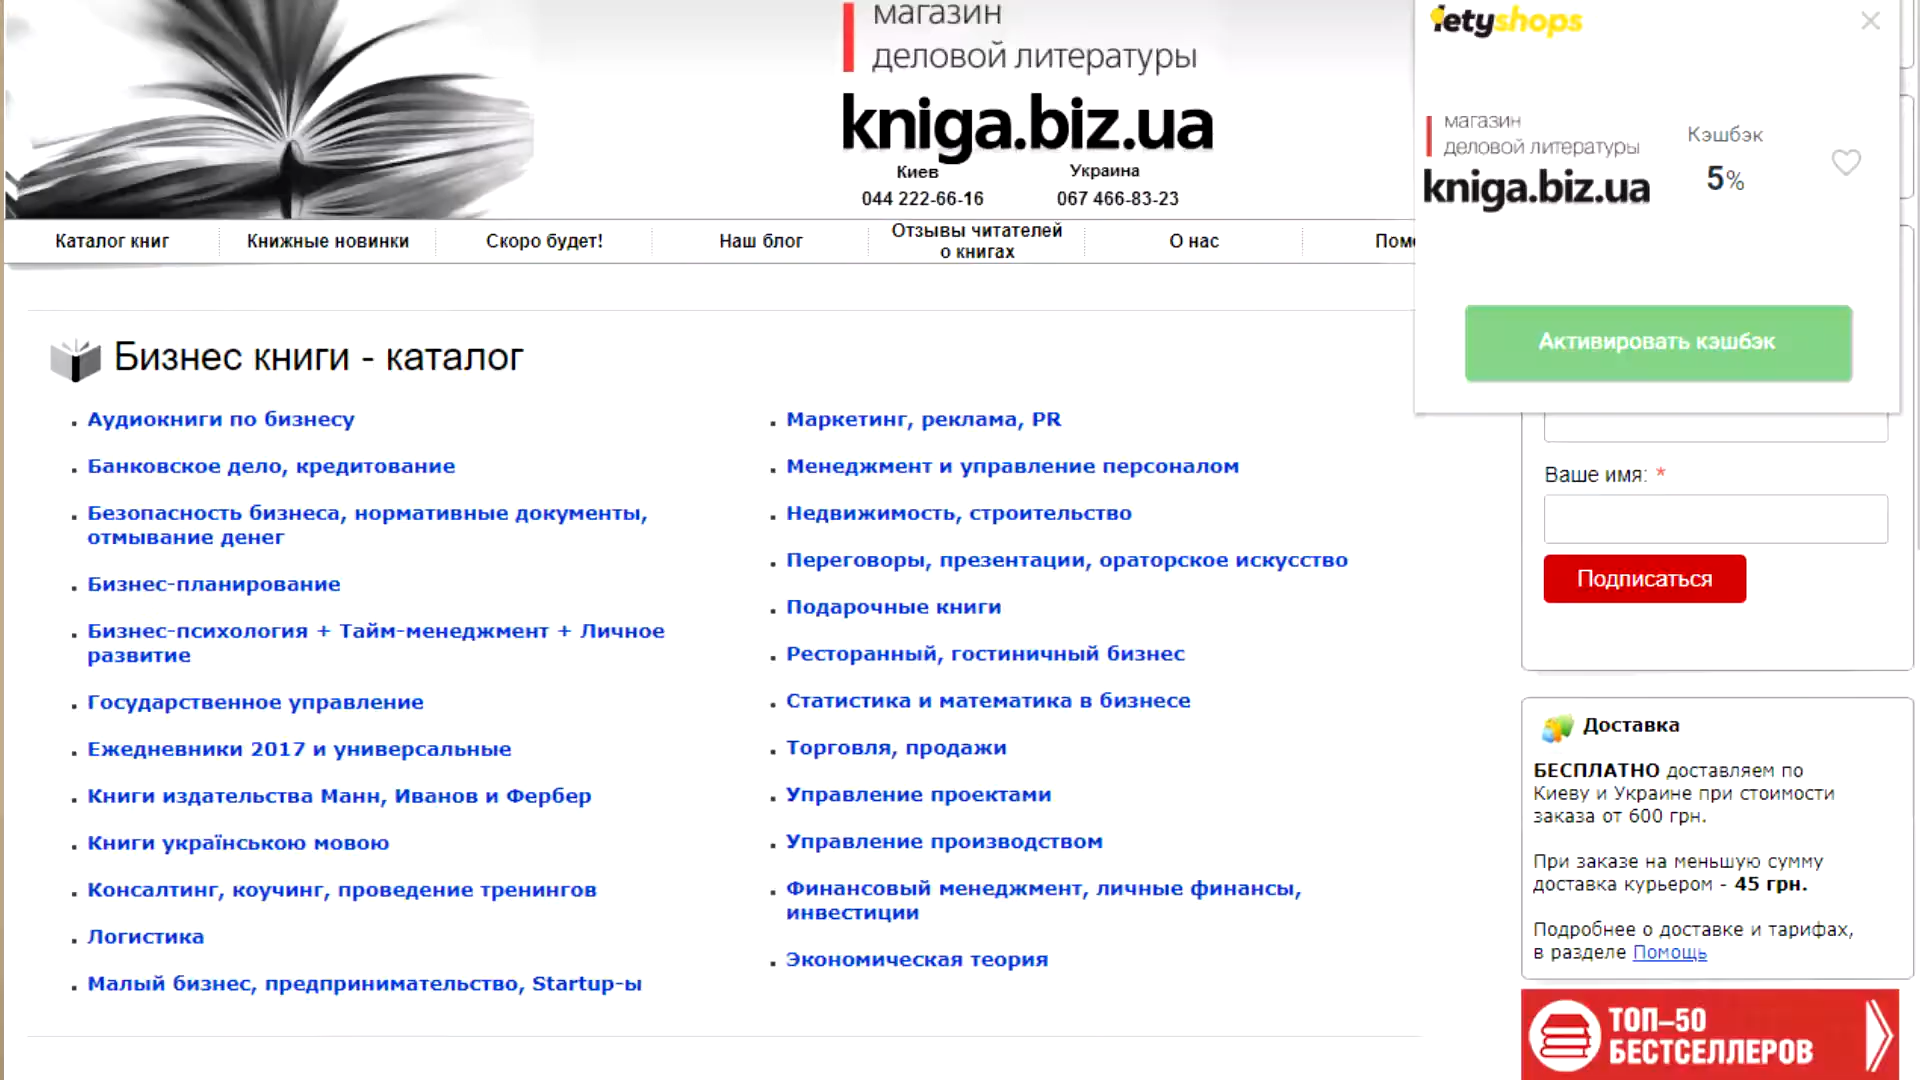 магазин
деловой литературы
kniga.biz.ua
Киев
Украина
044 222-66-16
067 466-83-23
Каталог книг
Книжные новинки
Скоро будет!
Наш блог
Отзывы читателей
о книгах
О нас
letyshops
магазин
деловой литературы
kniga.biz.ua
Кэшбэк
5%
Активировать кэшбэк
Бизнес книги - каталог
Аудиокниги по бизнесу
Банковское дело, кредитование
Безопасность бизнеса, нормативные документы,
отмывание денег
Бизнес-планирование
Бизнес-психология + Тайм-менеджмент + Личное
развитие
Государственное управление
Ежедневники 2017 и универсальные
Книги издательства Манн, Иванов и Фербер
Книги українською мовою
Консалтинг, коучинг, проведение тренингов
Логистика
Малый бизнес, предпринимательство, Startup-ы
Маркетинг, реклама, PR
Менеджмент и управление персоналом
Недвижимость, строительство
Переговоры, презентации, ораторское искусство
Подарочные книги
Ресторанный, гостиничный бизнес
Статистика и математика в бизнесе
Торговля, продажи
Управление проектами
Управление производством
Финансовый менеджмент, личные финансы,
инвестиции
Экономическая теория
Ваше имя: *
Подписаться
Доставка
БЕСПЛАТНО доставляем по
Киеву и Украине при стоимости
заказа от 600 грн.
При заказе на меньшую сумму
доставка курьером - 45 грн.
Подробнее о доставке и тарифах,
в разделе Помощь
ТОП-50
БЕСТСЕЛЛЕРОВ